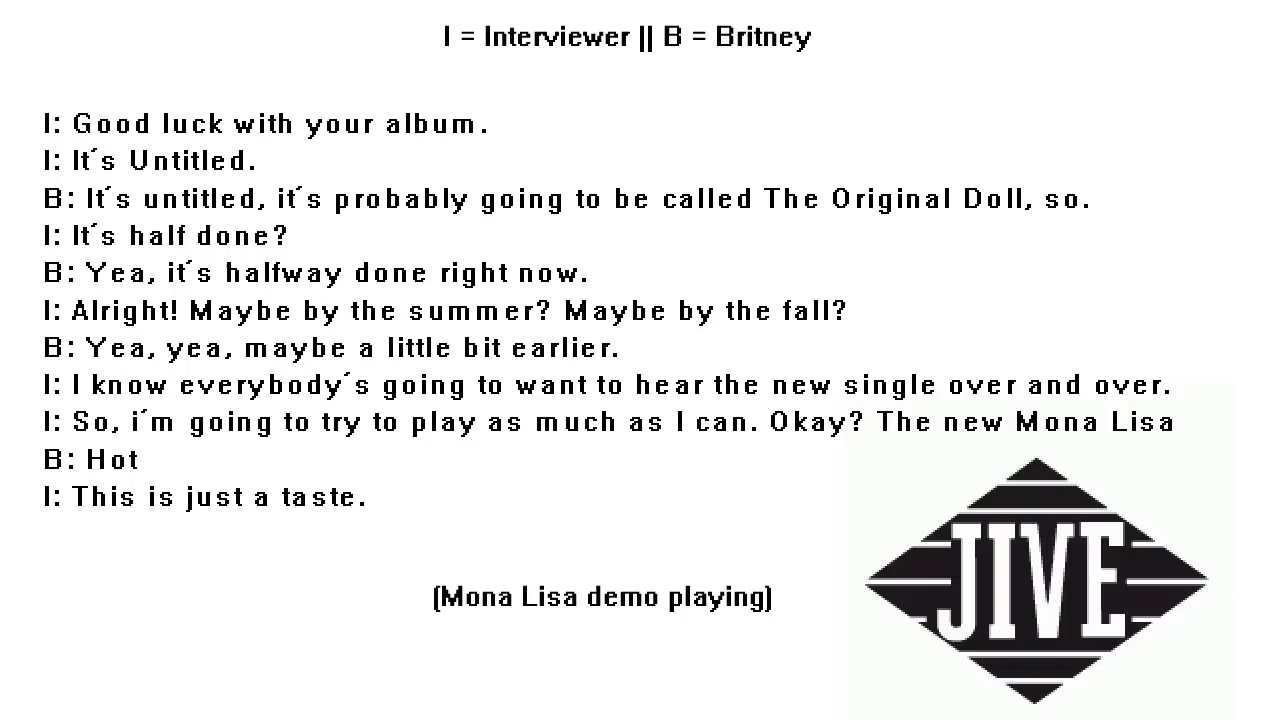 I = Interviewer || B = Britney
I: Good luck with your album.
I: It´s Untitled.
B: It´s untitled, it´s probably going to be called The Original Doll, so.
I: It´s half done?
B: Yea, it´s halfway done right now.
I: Alright! Maybe by the summer? Maybe by the fall?
B: Yea, yea, maybe a little bit earlier.
I: I know everybody´s going to want to hear the new single over and over.
I: So, i´m going to try to play as much as I can. Okay? The new Mona Lisa
B: Hot
I: This is just a taste.
(Mona Lisa demo playing)
JIVE